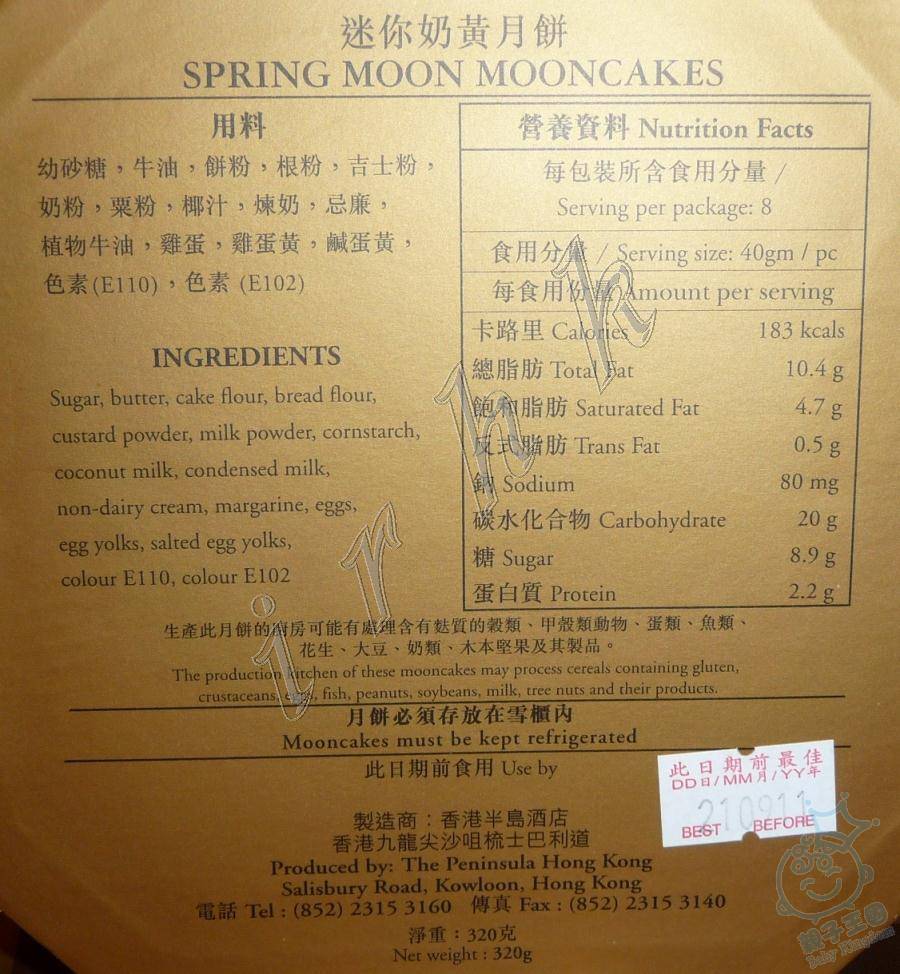 迷你奶黃月餅
SPRING MOON MOONCAKES
用料
幼砂糖，牛油，餅粉，根粉，吉士粉，
奶粉，粟粉，椰汁，煉奶，忌廉，
植物牛油，雞蛋，雞蛋黃，鹹蛋黃，
色素(E110)，色素 (E102)
INGREDIENTS
Sugar, butter, cake flour, bread flour,
custard powder, milk powder, cornstarch,
coconut milk, condensed milk,
non-dairy cream, margarine, eggs,
egg yolks, salted egg yolks,
colour E110, colour E102
營養資料 Nutrition Facts
每包裝所含食用分量 /
Serving per package: 8
食用分量 / Serving size: 40gm / pc
每食用份量 Amount per serving
卡路里 Calories 183 kcals
總脂肪 Total Fat 10.4 g
飽和脂肪 Saturated Fat 4.7 g
反式脂肪 Trans Fat 0.5 g
鈉 Sodium 80 mg
碳水化合物 Carbohydrate 20 g
糖 Sugar 8.9 g
蛋白質 Protein 2.2 g
生產此月餅的廚房可能有處理含有麩質的穀類、甲殼類動物、蛋類、魚類、
花生、大豆、奶類、木本堅果及其製品。
The production kitchen of these mooncakes may process cereals containing gluten,
crustaceans, eggs, fish, peanuts, soybeans, milk, tree nuts and their products.
月餅必須存放在雪櫃內
Mooncakes must be kept refrigerated
此日期前食用 Use by
此日期前最佳
DD日/MM月/YY年
210911
BEST BEFORE
製造商：香港半島酒店
香港九龍尖沙咀梳士巴利道
Produced by: The Peninsula Hong Kong
Salisbury Road, Kowloon, Hong Kong
電話 Tel : (852) 2315 3160 傳真 Fax : (852) 2315 3140
淨重：320克
Net weight : 320g
irhkhk
親子王國
Baby Kingdom